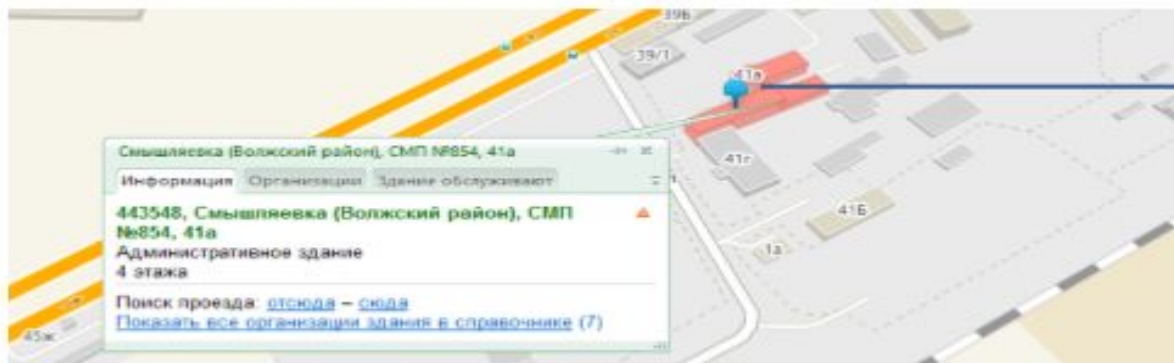 39Б
39/1
41а
41г
41Б
1а
45ж
Смышляевка (Волжский район), СМП №854, 41а
Информация Организации Здание обслуживают
443548, Смышляевка (Волжский район), СМП
№854, 41а
Административное здание
4 этажа
Поиск проезда: отсюда – сюда
Показать все организации здания в справочнике (7)